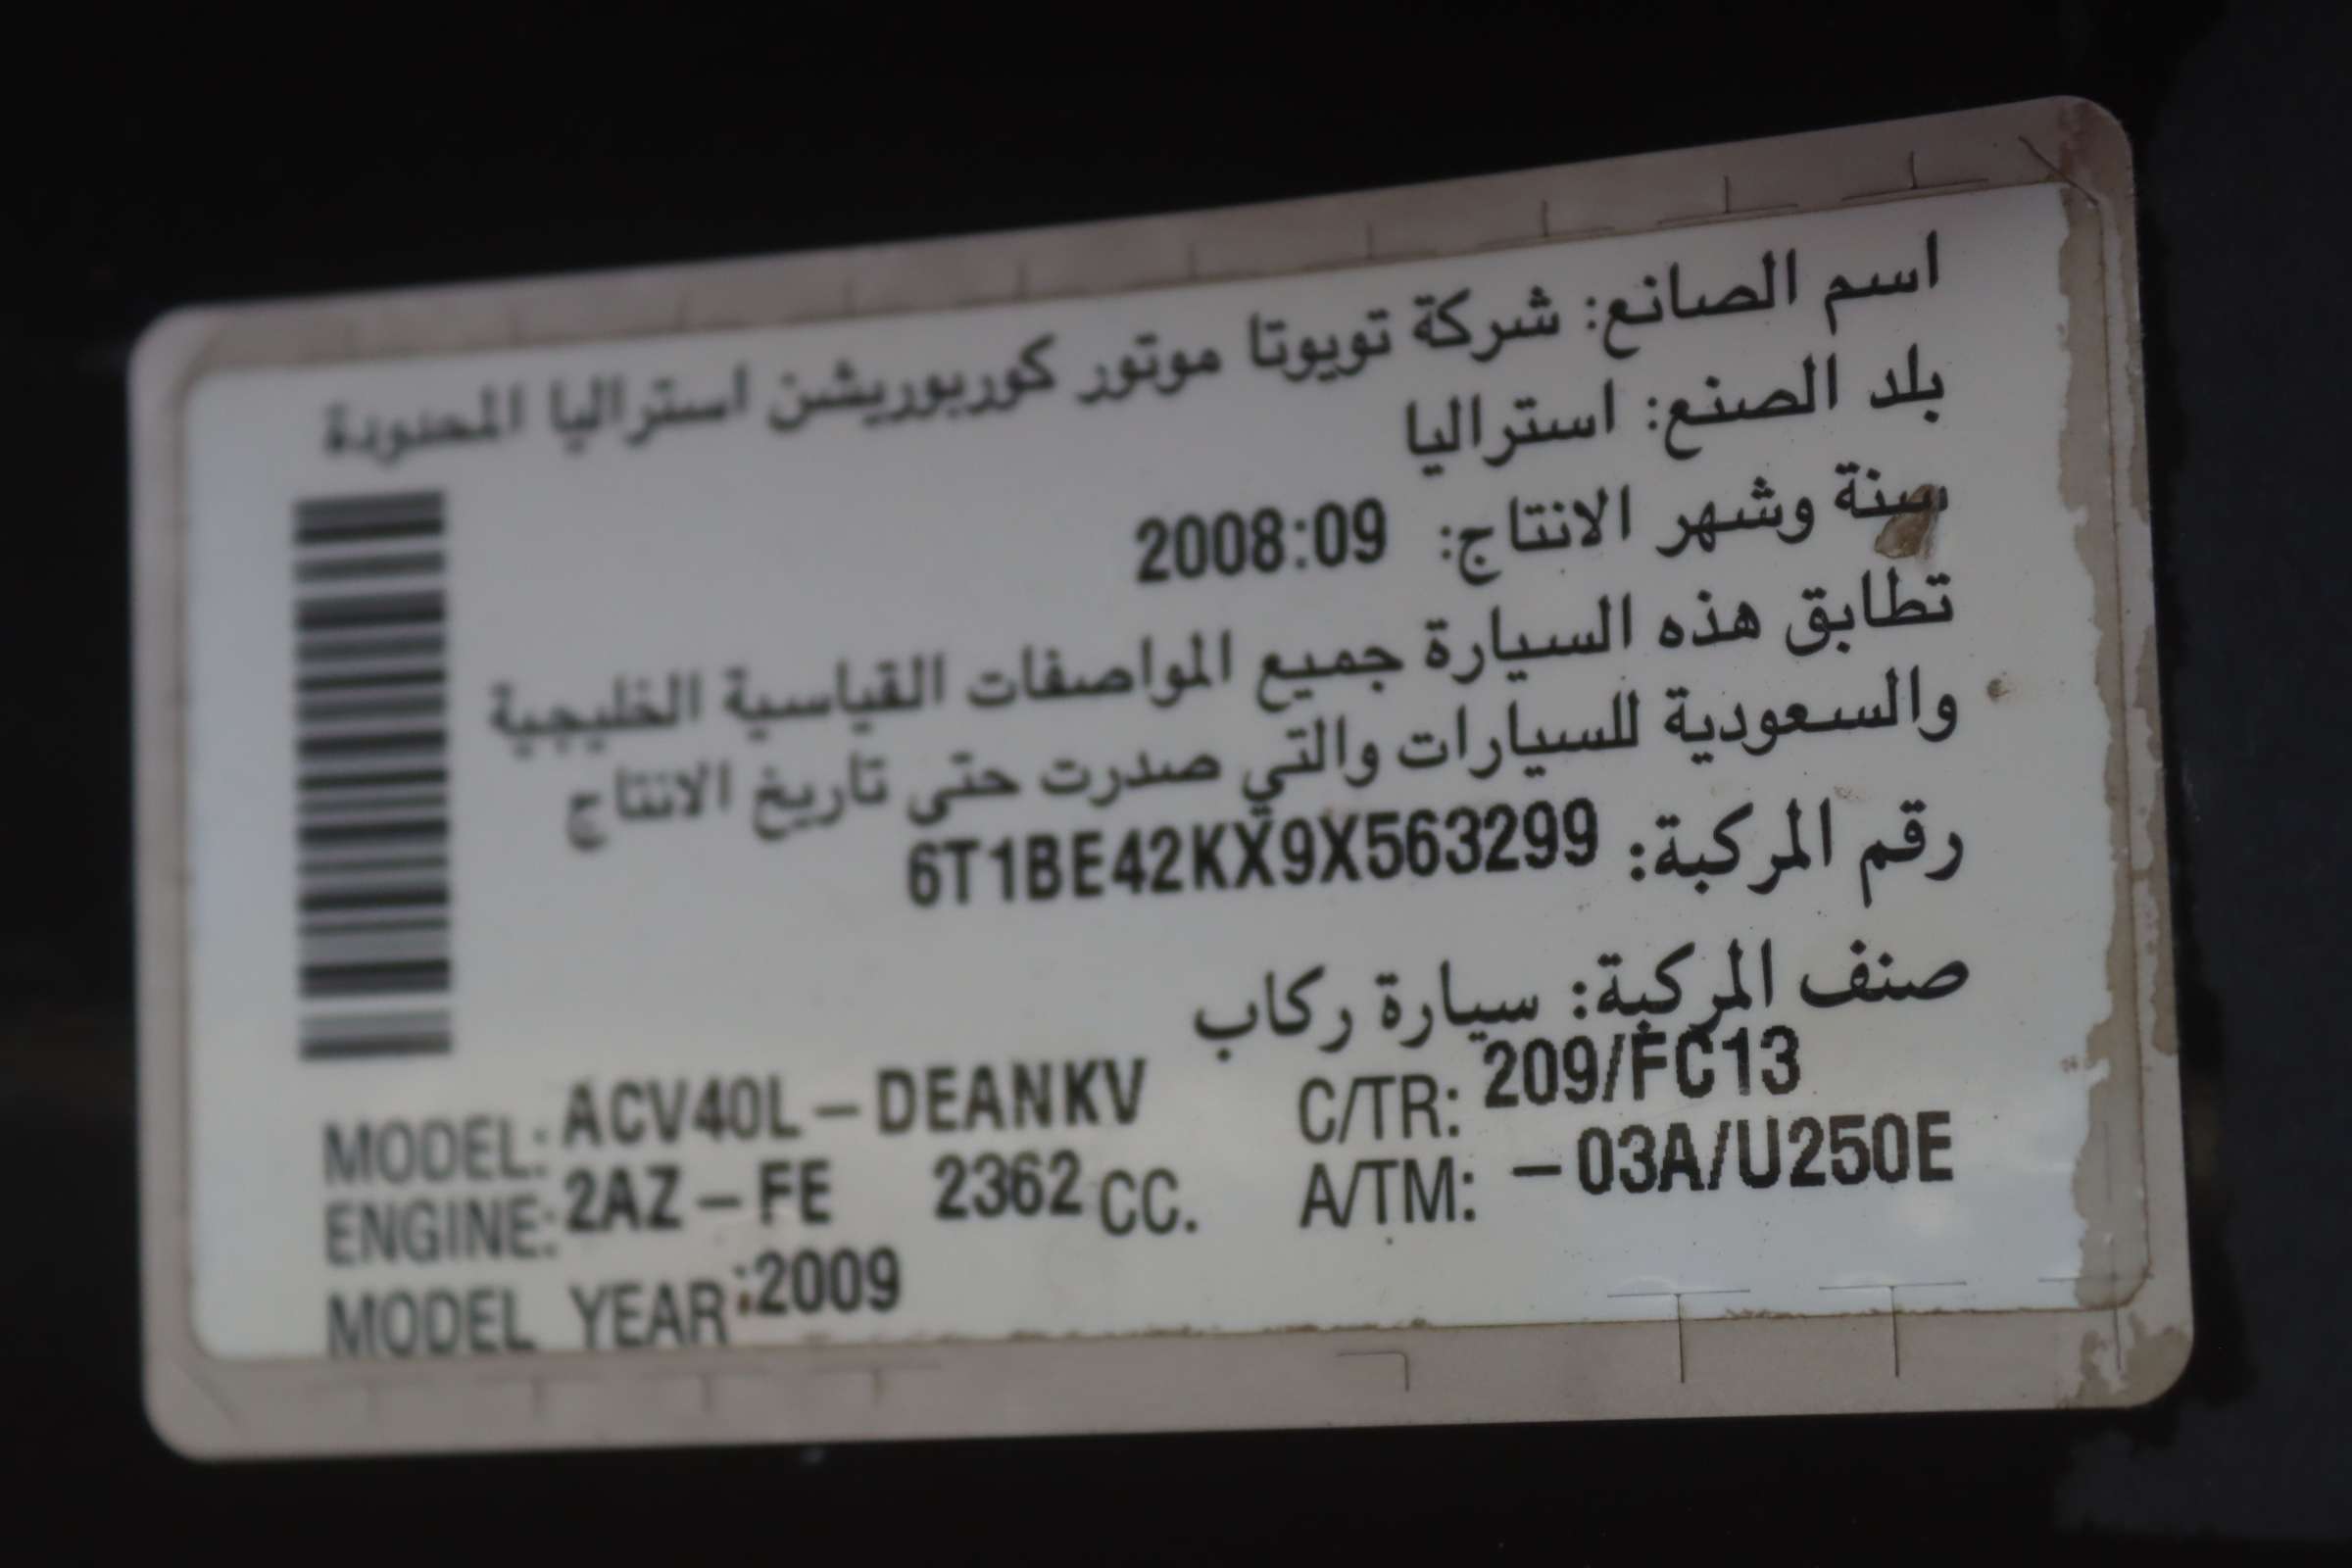 اسم الصانع: شركة تويوتا موتور كوربوريشن استراليا المحدودة
بلد الصنع: استراليا
سنة وشهر الانتاج: 2008:09
تطابق هذه السيارة جميع المواصفات القياسية الخليجية
والسعودية للسيارات والتي صدرت حتى تاريخ الانتاج
رقم المركبة: 6T1BE42KX9X563299
صنف المركبة: سيارة ركاب
MODEL: ACV40L-DEANKV C/TR: 209/FC13
ENGINE: 2AZ-FE 2362 CC. A/TM: -03A/U250E
MODEL YEAR:2009